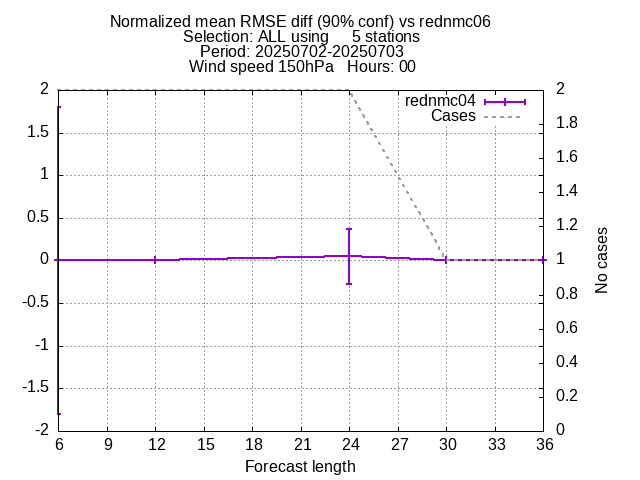 Normalized mean RMSE diff (90% conf) vs rednmc06
Selection: ALL using     5 stations
Period: 20250702-20250703
Wind speed 150hPa   Hours: 00
rednmc04
Cases
2
1.5
1
0.5
0
-0.5
-1
-1.5
-2
2
1.8
1.6
1.4
1.2
1
0.8
0.6
0.4
0.2
0
No cases
6 9 12 15 18 21 24 27 30 33 36
Forecast length